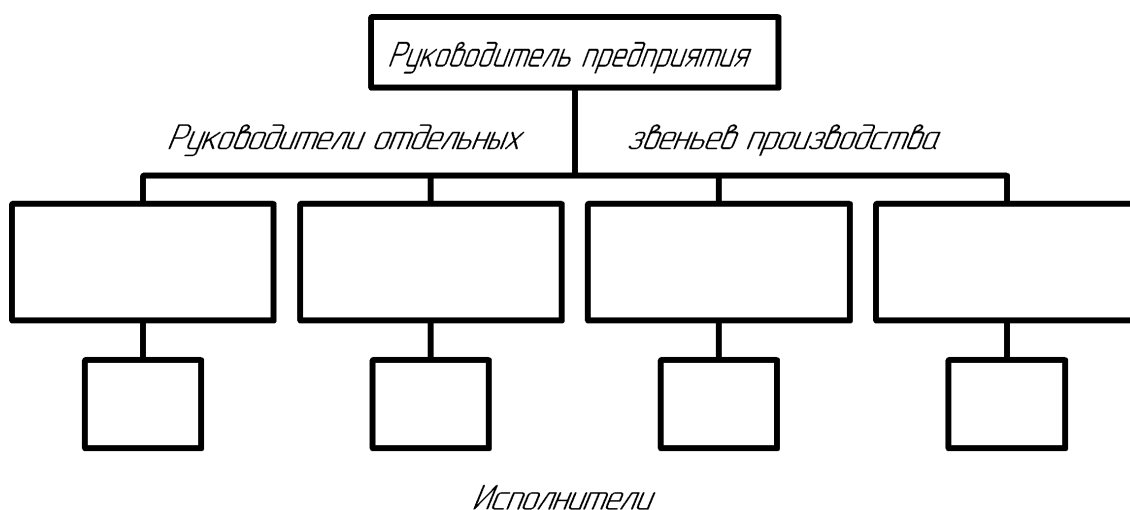 Руководитель предприятия
Руководители отдельных звеньев производства
Исполнители